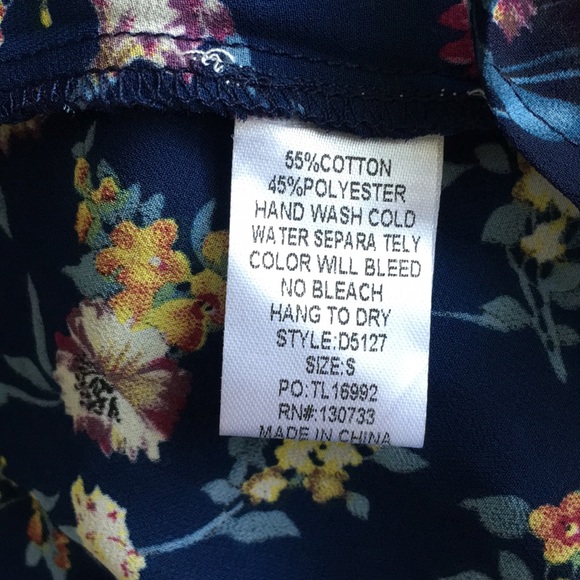 55%COTTON
45%POLYESTER
HAND WASH COLD
WATER SEPARA TELY
COLOR WILL BLEED
NO BLEACH
HANG TO DRY
STYLE:D5127
SIZE:S
PO:TL16992
RN#:130733
MADE IN CHINA